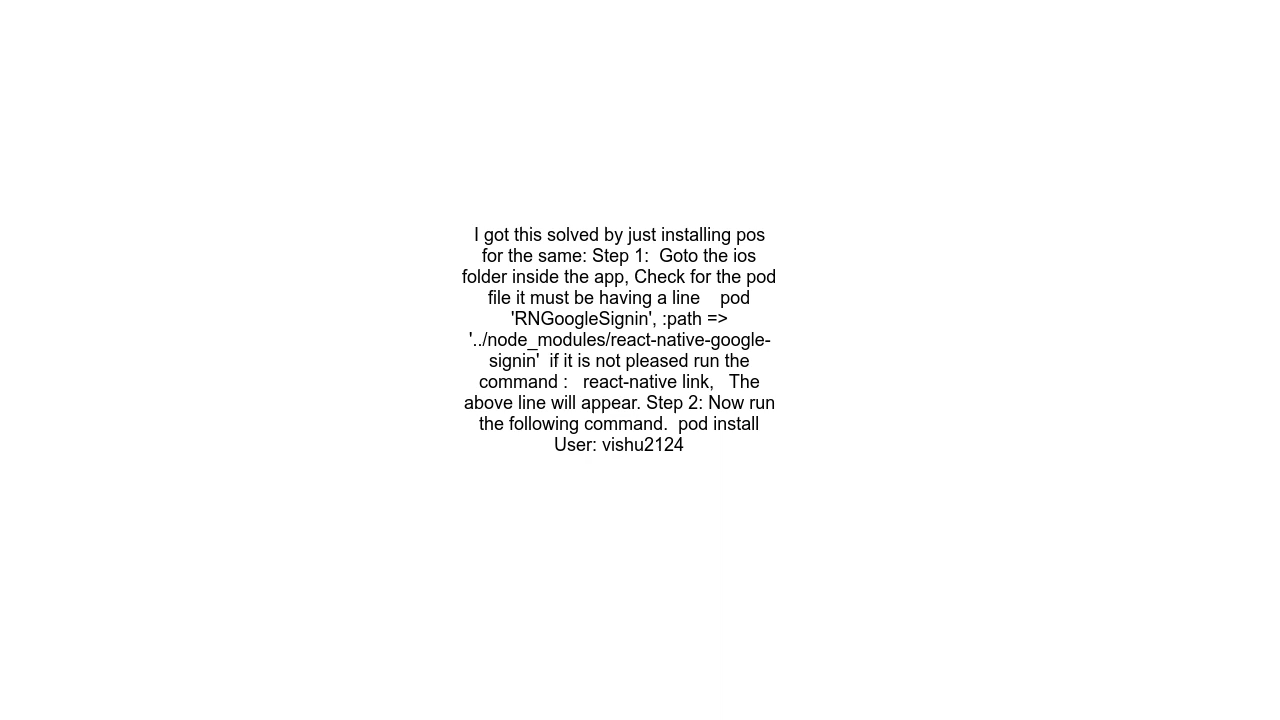 I got this solved by just installing pos
for the same: Step 1:  Goto the ios
folder inside the app, Check for the pod
file it must be having a line    pod
'RNGoogleSignin', :path =>
'../node_modules/react-native-google-
signin'  if it is not pleased run the
command :   react-native link,   The
above line will appear. Step 2: Now run
the following command.  pod install
User: vishu2124